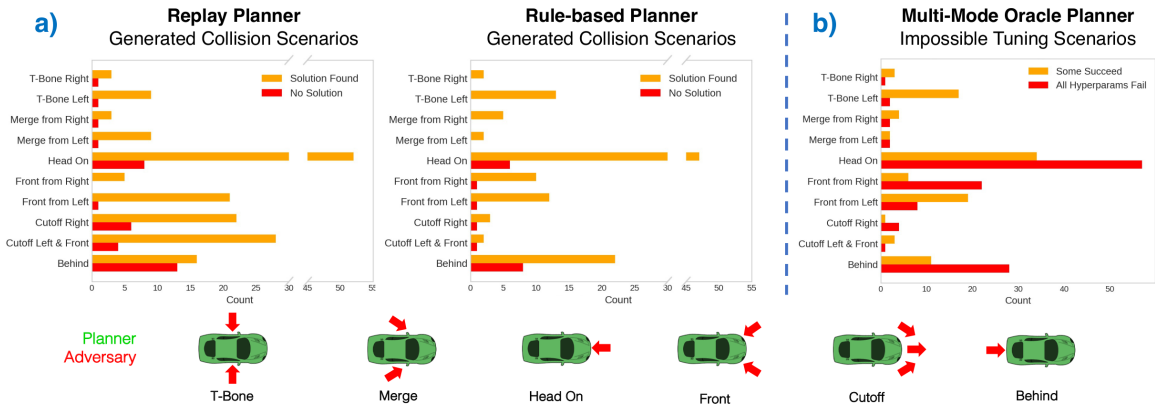 a)
Replay Planner
Generated Collision Scenarios
T-Bone Right
T-Bone Left
Merge from Right
Merge from Left
Head On
Front from Right
Front from Left
Cutoff Right
Cutoff Left & Front
Behind
Solution Found
No Solution
0 5 10 15 20 25 30 45 50 55
Count
Rule-based Planner
Generated Collision Scenarios
T-Bone Right
T-Bone Left
Merge from Right
Merge from Left
Head On
Front from Right
Front from Left
Cutoff Right
Cutoff Left & Front
Behind
Solution Found
No Solution
0 5 10 15 20 25 30 45 50 55
Count
b)
Multi-Mode Oracle Planner
Impossible Tuning Scenarios
T-Bone Right
T-Bone Left
Merge from Right
Merge from Left
Head On
Front from Right
Front from Left
Cutoff Right
Cutoff Left & Front
Behind
Some Succeed
All Hyperparams Fail
0 10 20 30 40 50
Count
Planner
Adversary
T-Bone
Merge
Head On
Front
Cutoff
Behind